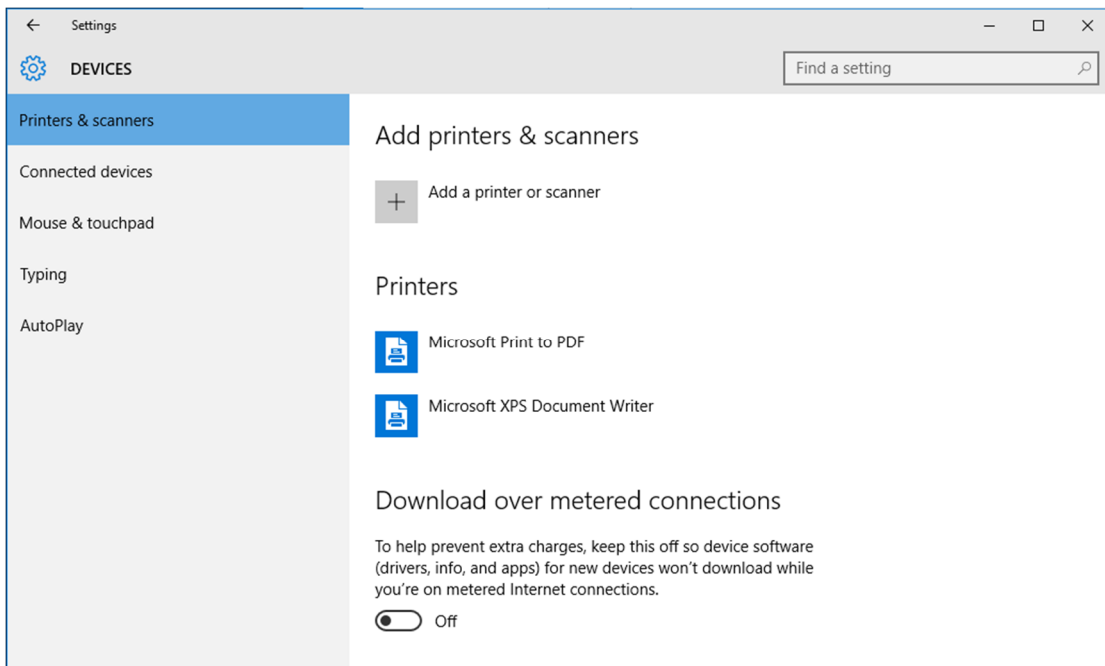 Settings
DEVICES
Find a setting
Printers & scanners
Connected devices
Mouse & touchpad
Typing
AutoPlay
Add printers & scanners
Add a printer or scanner
Printers
Microsoft Print to PDF
Microsoft XPS Document Writer
Download over metered connections
To help prevent extra charges, keep this off so device software
(drivers, info, and apps) for new devices won't download while
you're on metered Internet connections.
Off